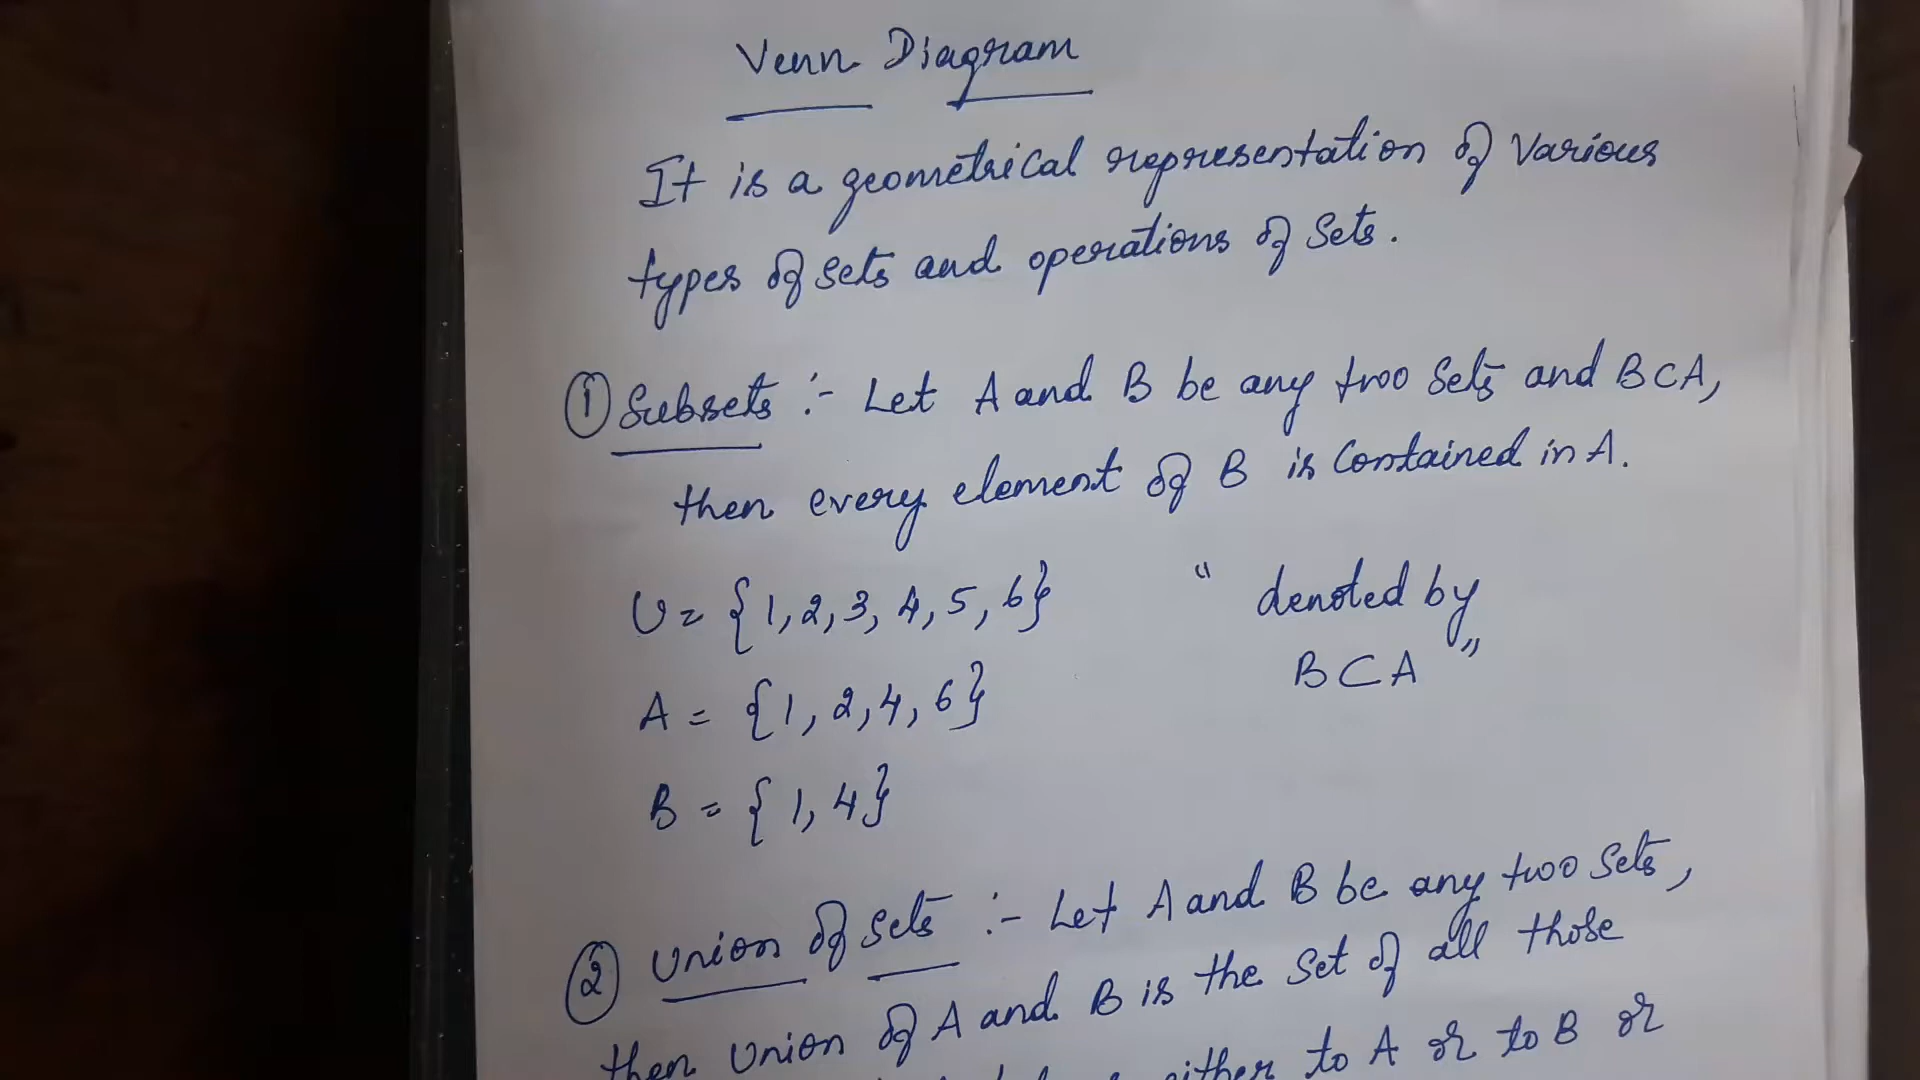 Venn Diagram
It is a geometrical representation of various
types of sets and operations of sets.
① Subsets :- Let A and B be any two sets and B⊂A,
then every element of B is contained in A.
U = {1,2,3, 4,5,6}
" denoted by
A = {1,2,4,6}
B⊂A "
B = {1,4}
② Union of sets :- Let A and B be any two sets,
then union of A and B is the set of all those
either to A or to B or